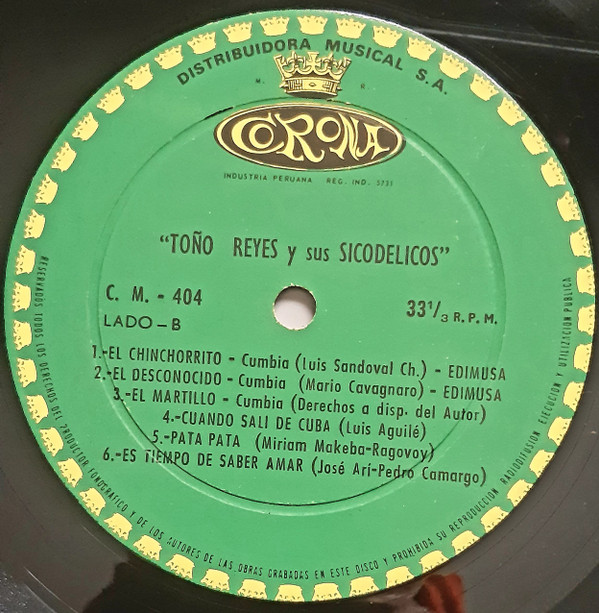 DISTRIBUIDORA MUSICAL S.A.
M. R.
CORONA
INDUSTRIA PERUANA REG. IND. 3731
"TOÑO REYES y sus SICODELICOS"
C. M. - 404
33 1/3 R. P. M.
LADO - B
1.-EL CHINCHORRITO - Cumbia (Luis Sandoval Ch.) - EDIMUSA
2.-EL DESCONOCIDO - Cumbia (Mario Cavagnaro) - EDIMUSA
3.-EL MARTILLO - Cumbia (Derechos a disp. del Autor)
4.-CUANDO SALI DE CUBA (Luis Aguilé)
5.-PATA PATA (Miriam Makeba-Ragovoy)
6.-ES TIEMPO DE SABER AMAR (José Ari-Pedro Camargo)
RESERVADOS TODOS LOS DERECHOS DEL PRODUCTOR FONOGRAFICO Y DE LOS AUTORES DE LAS OBRAS GRABADAS EN ESTE DISCO Y PROHIBIDA SU REPRODUCCION RADIODIFUSION EJECUCION Y UTILIZACION PUBLICA